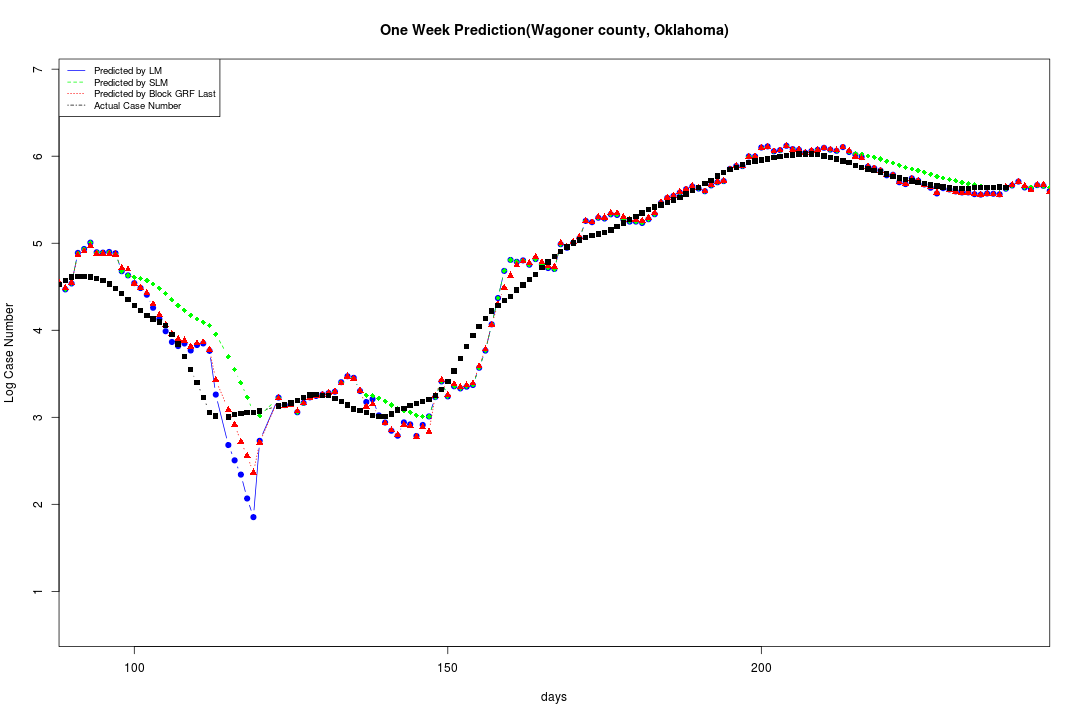 One Week Prediction(Wagoner county, Oklahoma)
Predicted by LM
Predicted by SLM
Predicted by Block GRF Last
Actual Case Number
7
6
5
4
3
2
1
Log Case Number
100 150 200
days